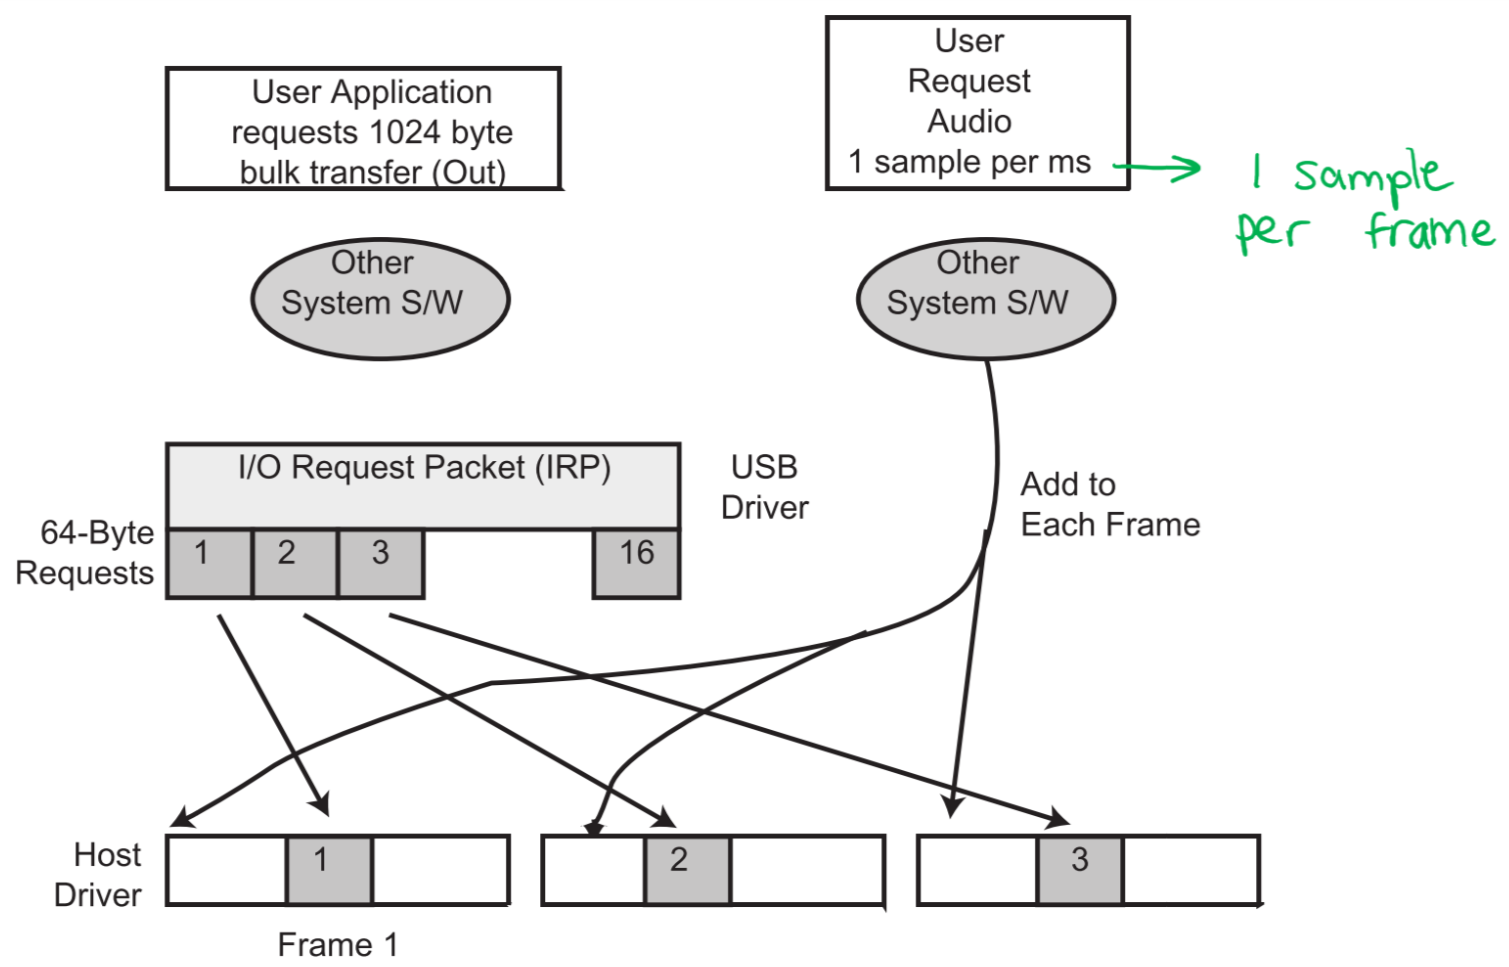 User Application
requests 1024 byte
bulk transfer (Out)
User
Request
Audio
1 sample per ms
1 sample
per frame
Other
System S/W
Other
System S/W
I/O Request Packet (IRP)
USB
Driver
Add to
Each Frame
64-Byte
Requests
1
2
3
16
Host
Driver
1
2
3
Frame 1